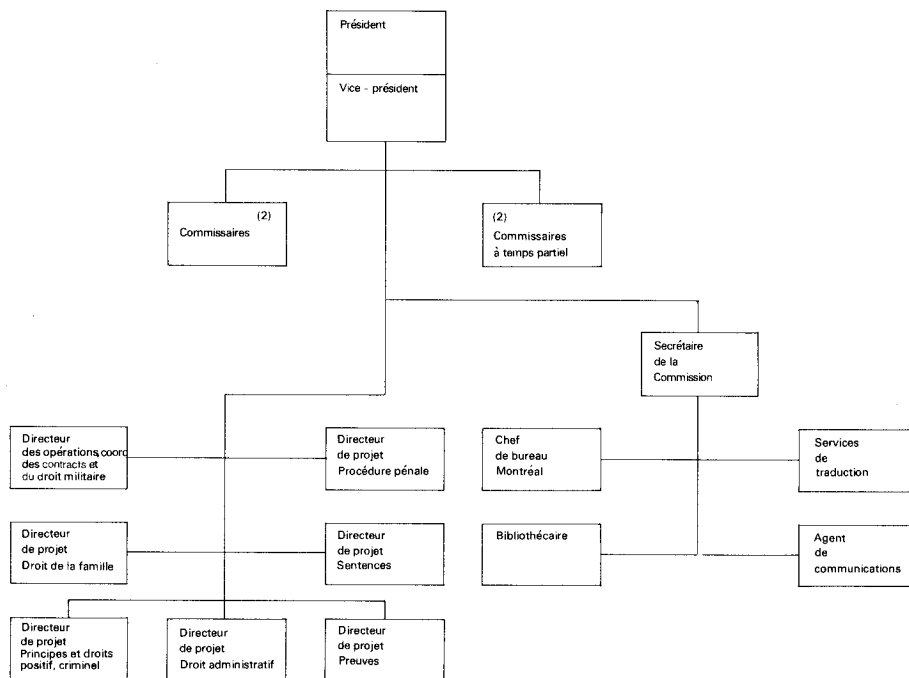 Président
Vice - président
(2)
Commissaires
(2)
Commissaires
à temps partiel
Secrétaire
de la
Commission
Directeur
des opérations,coord
des contracts et
du droit militaire
Directeur
de projet
Procédure pénale
Chef
de bureau
Montréal
Services
de
traduction
Directeur
de projet
Droit de la famille
Directeur
de projet
Sentences
Bibliothécaire
Agent
de
communications
Directeur
de projet
Principes et droits
positif, criminel
Directeur
de projet
Droit administratif
Directeur
de projet
Preuves